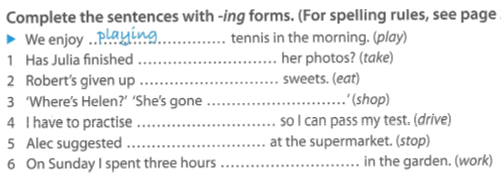 Complete the sentences with -ing forms. (For spelling rules, see page
▶ We enjoy ..playing.................. tennis in the morning. (play)
1 Has Julia finished .................................. her photos? (take)
2 Robert's given up .................................. sweets. (eat)
3 'Where's Helen?' 'She's gone ..................................' (shop)
4 I have to practise .................................. so I can pass my test. (drive)
5 Alec suggested .................................. at the supermarket. (stop)
6 On Sunday I spent three hours .................................. in the garden. (work)